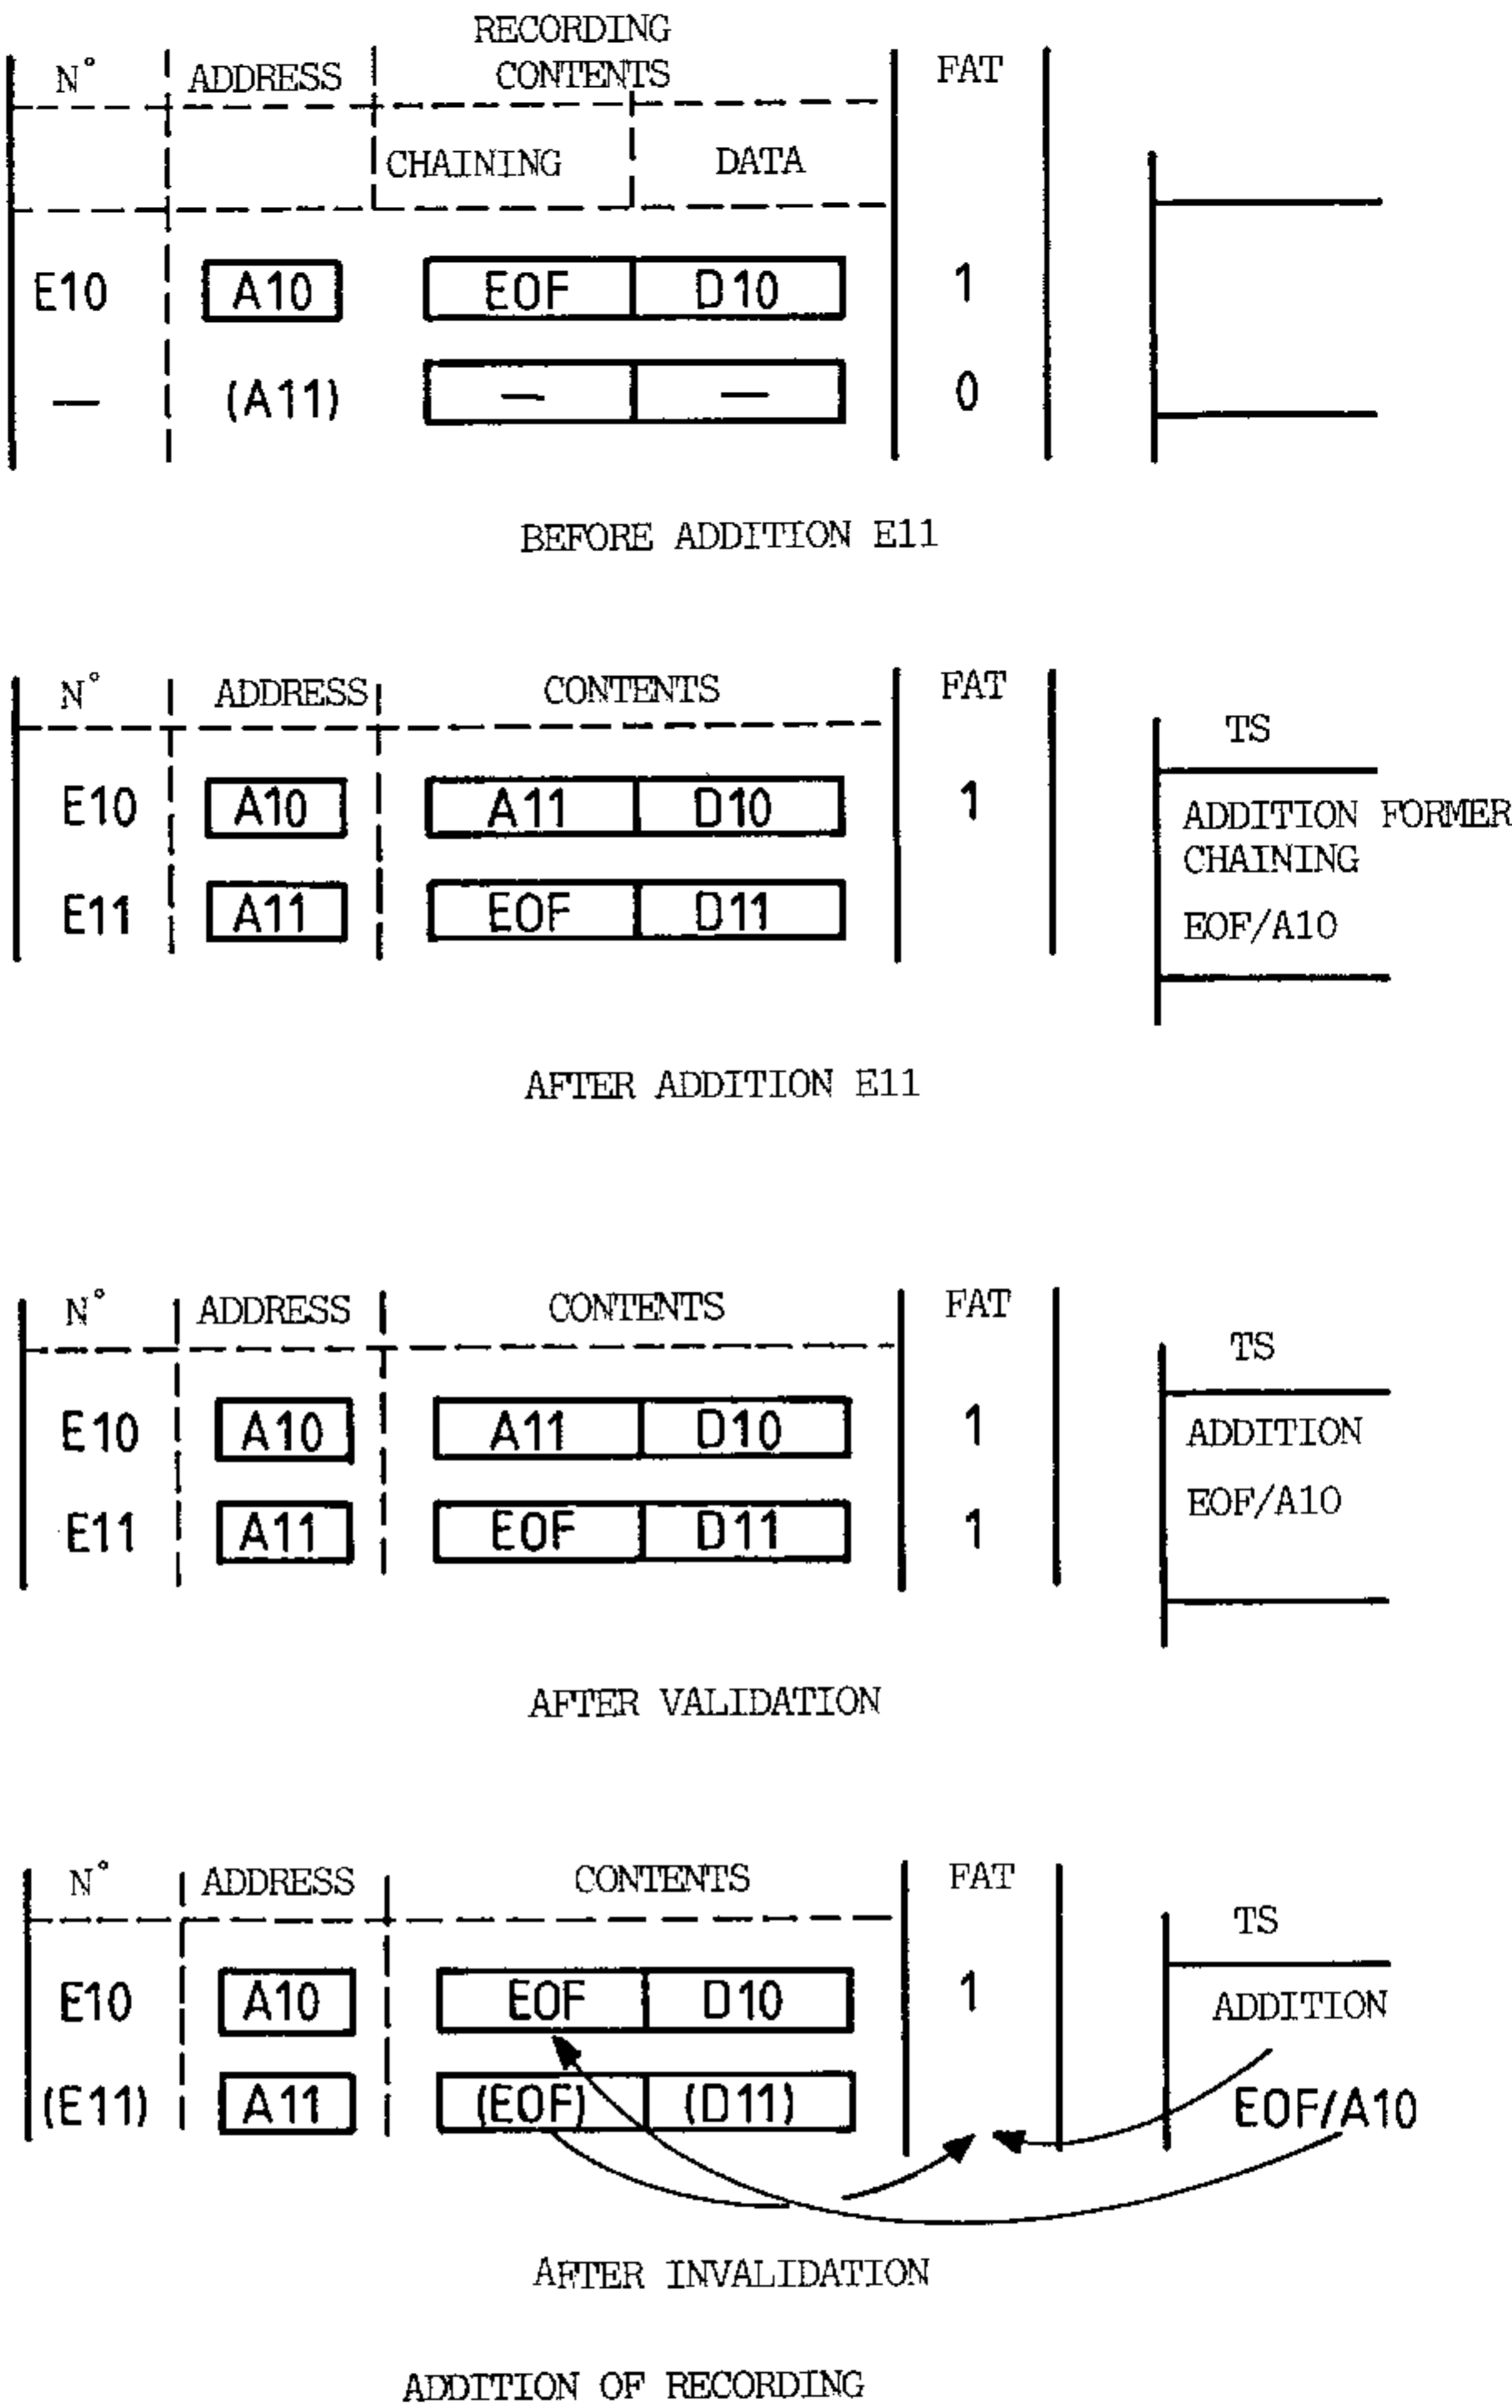 RECORDING
N° ADDRESS CONTENTS FAT
CHAINING DATA
E10 A10 EOF D10 1
— (A11) — — 0
BEFORE ADDITION E11
N° ADDRESS CONTENTS FAT
TS
E10 A10 A11 D10 1
ADDITION FORMER
CHAINING
E11 A11 EOF D11
EOF/A10
AFTER ADDITION E11
N° ADDRESS CONTENTS FAT
TS
E10 A10 A11 D10 1
ADDITION
E11 A11 EOF D11 1
EOF/A10
AFTER VALIDATION
N° ADDRESS CONTENTS FAT
TS
E10 A10 EOF D10 1
ADDITION
(E11) A11 (EOF) (D11)
EOF/A10
AFTER INVALIDATION
ADDITION OF RECORDING